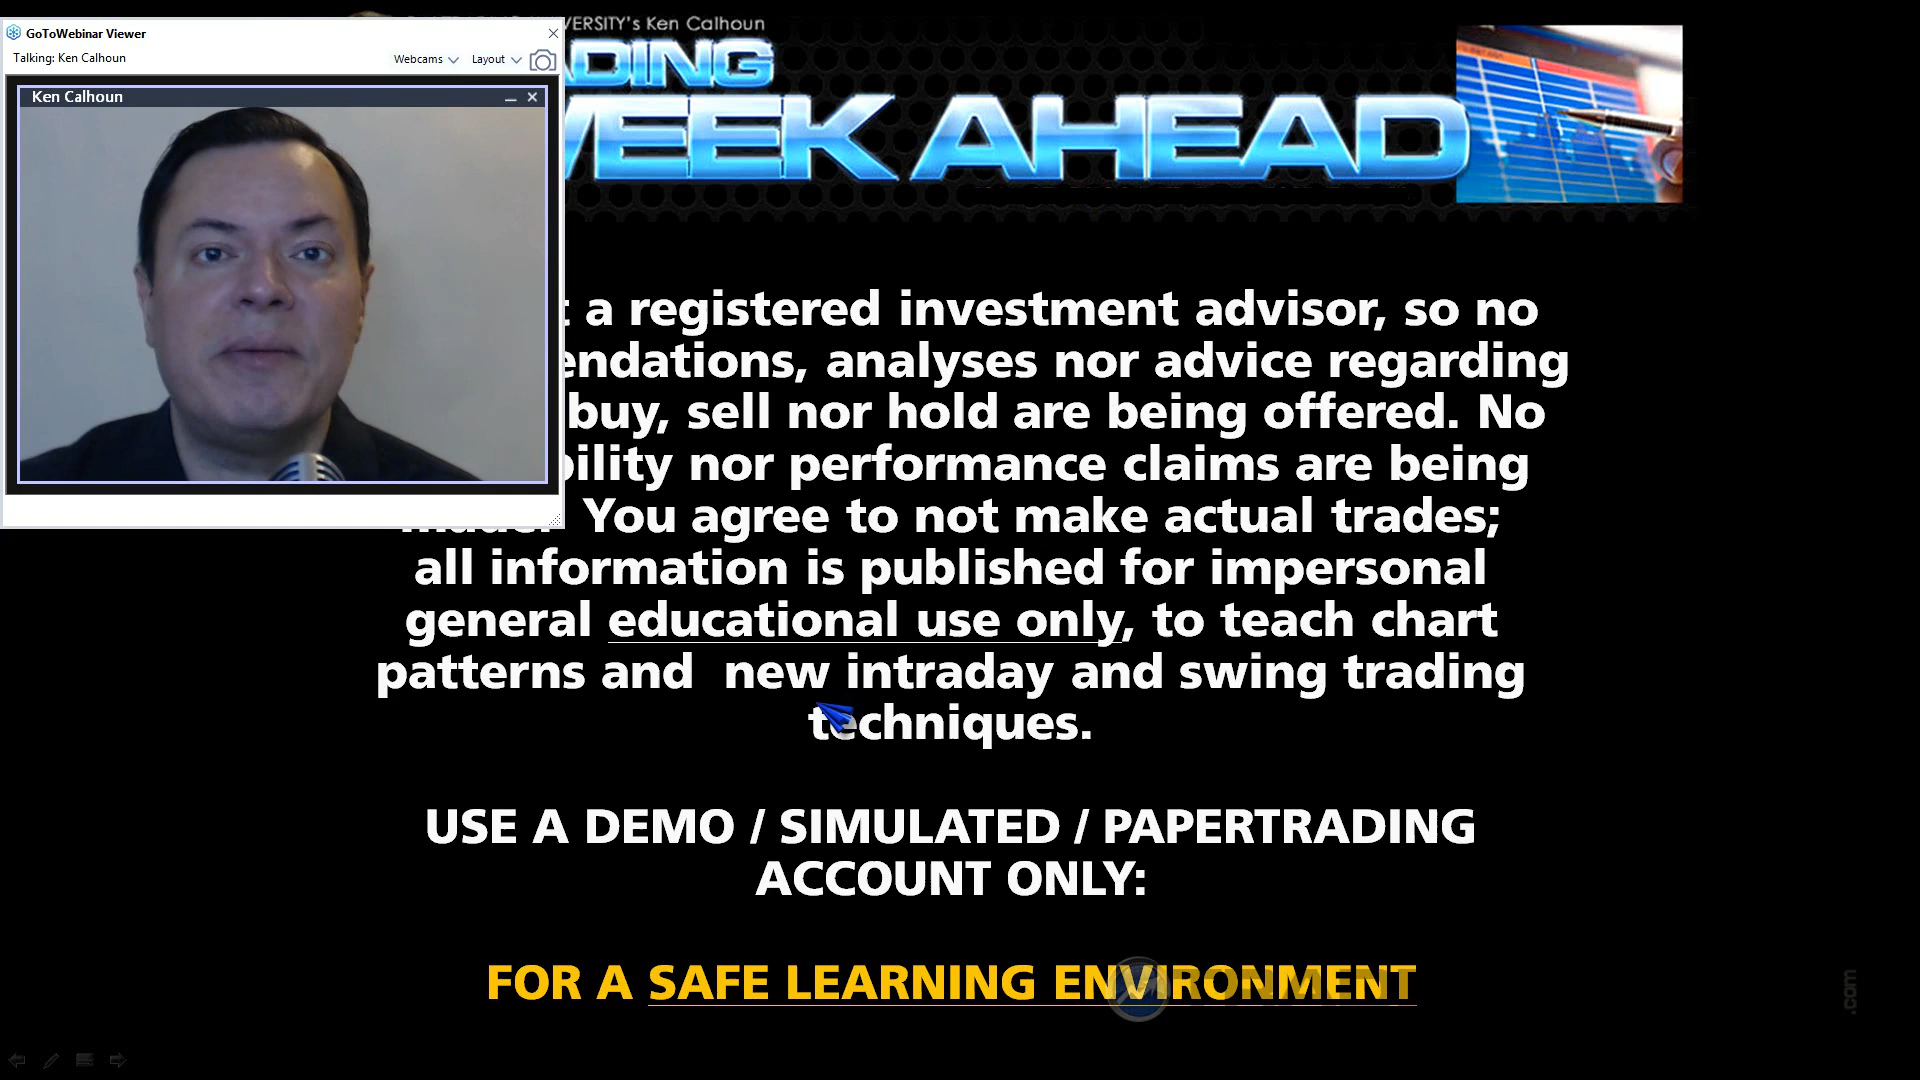 VERSITY's Ken Calhoun
GoToWebinar Viewer
Talking: Ken Calhoun
Webcams
Layout
Ken Calhoun
ADING
WEEK AHEAD
a registered investment advisor, so no
endations, analyses nor advice regarding
buy, sell nor hold are being offered. No
bility nor performance claims are being
You agree to not make actual trades;
all information is published for impersonal
general educational use only, to teach chart
patterns and new intraday and swing trading
techniques.
USE A DEMO / SIMULATED / PAPERTRADING
ACCOUNT ONLY:
FOR A SAFE LEARNING ENVIRONMENT
.com